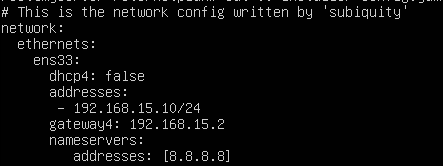 # This is the network config written by 'subiquity'
network:
  ethernets:
    ens33:
      dhcp4: false
      addresses:
       - 192.168.15.10/24
      gateway4: 192.168.15.2
      nameservers:
        addresses: [8.8.8.8]